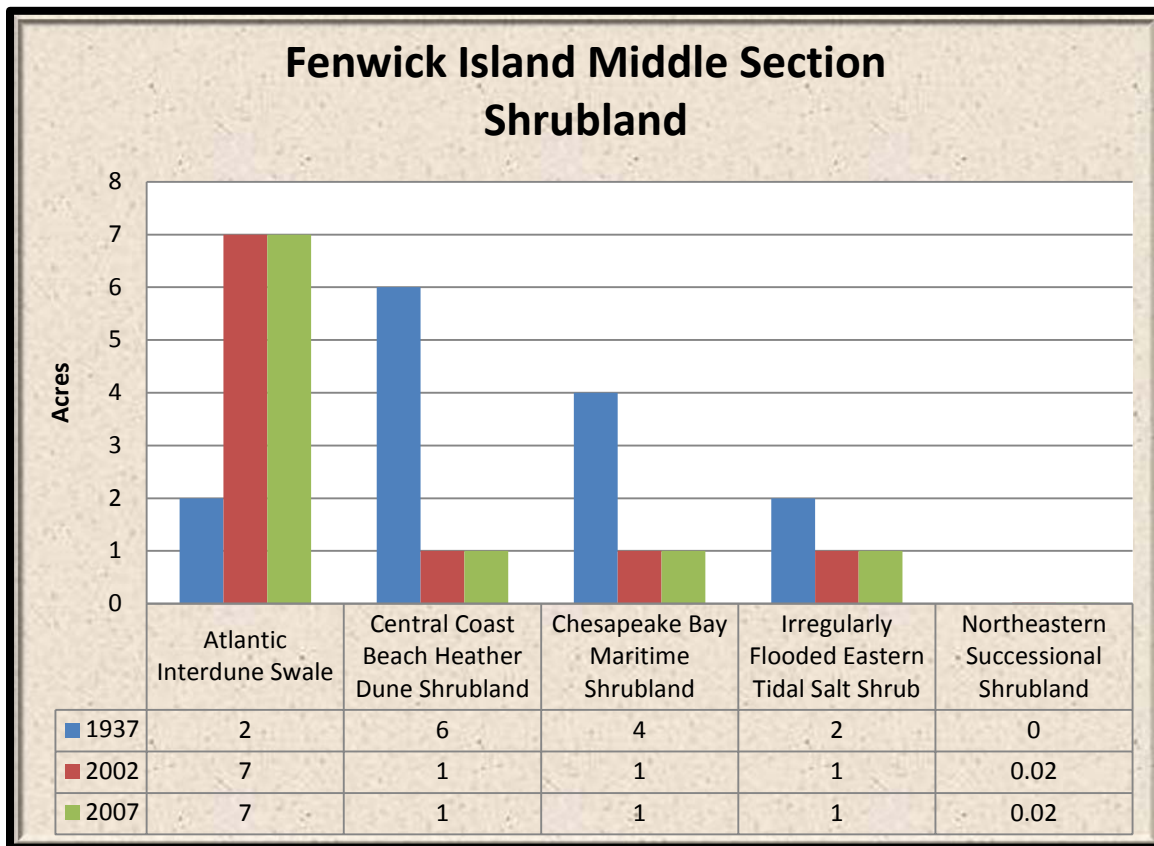 Fenwick Island Middle Section
Shrubland
8
7
6
5
4
3
2
1
0
Acres
Atlantic
Interdune Swale
Central Coast
Beach Heather
Dune Shrubland
Chesapeake Bay
Maritime
Shrubland
Irregularly
Flooded Eastern
Tidal Salt Shrub
Northeastern
Successional
Shrubland
1937 2 6 4 2 0
2002 7 1 1 1 0.02
2007 7 1 1 1 0.02